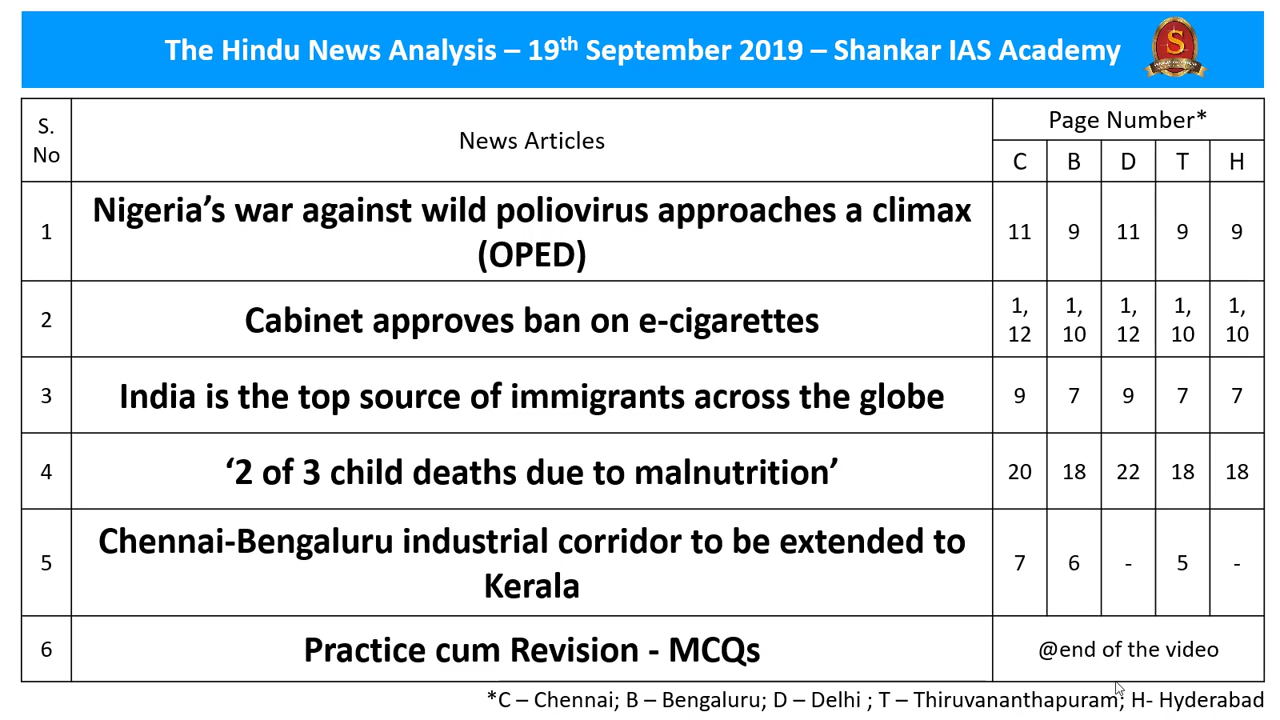 The Hindu News Analysis – 19th September 2019 – Shankar IAS Academy
S
S. No
News Articles
Page Number*
C B D T H
1 Nigeria’s war against wild poliovirus approaches a climax
(OPED) 11 9 11 9 9
2 Cabinet approves ban on e-cigarettes 1, 12 1, 10 1, 12 1, 10 1, 10
3 India is the top source of immigrants across the globe 9 7 9 7 7
4 ‘2 of 3 child deaths due to malnutrition’ 20 18 22 18 18
5 Chennai-Bengaluru industrial corridor to be extended to
Kerala 7 6 - 5 -
6 Practice cum Revision - MCQs @end of the video
*C – Chennai; B – Bengaluru; D – Delhi ; T – Thiruvananthapuram; H- Hyderabad